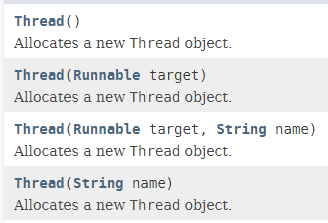 Thread()
Allocates a new Thread object.
Thread(Runnable target)
Allocates a new Thread object.
Thread(Runnable target, String name)
Allocates a new Thread object.
Thread(String name)
Allocates a new Thread object.